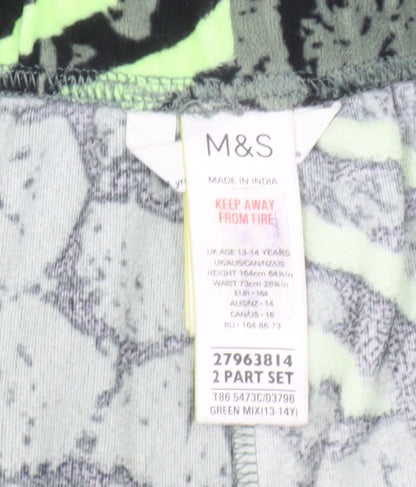 M&S
MADE IN INDIA
KEEP AWAY
FROM FIRE
UK AGE 13-14 YEARS
UK/AUS/CAN/NZ/US
HEIGHT 164cm 64½in
WAIST 73cm 28¾in
EUR - 164
AUS/NZ - 14
CAN/US - 16
RU - 164-86-73
27963814
2 PART SET
T86 5473C/03796
GREEN MIX(13-14Y)